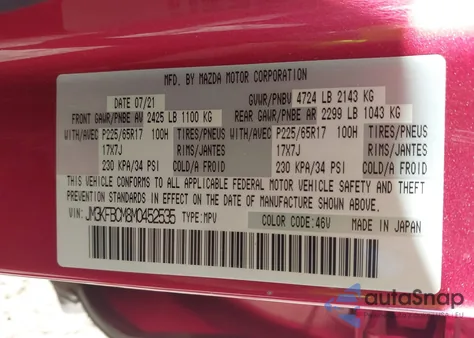 MFD. BY MAZDA MOTOR CORPORATION
DATE 07/21 GVWR/PNBV 4724 LB 2143 KG
FRONT GAWR/PNBE AV 2425 LB 1100 KG REAR GAWR/PNBE AR 2299 LB 1043 KG
WITH/AVEC P225/65R17 100H TIRES/PNEUS WITH/AVEC P225/65R17 100H TIRES/PNEUS
17X7J RIMS/JANTES 17X7J RIMS/JANTES
230 KPA/34 PSI COLD/A FROID 230 KPA/34 PSI COLD/A FROID
THIS VEHICLE CONFORMS TO ALL APPLICABLE FEDERAL MOTOR VEHICLE SAFETY AND THEFT
PREVENTION STANDARDS IN EFFECT ON THE DATE OF MANUFACTURE SHOWN ABOVE.
VIN: JM3KFBCM8M0452535 TYPE: MPV COLOR CODE: 46V MADE IN JAPAN
autoSnap